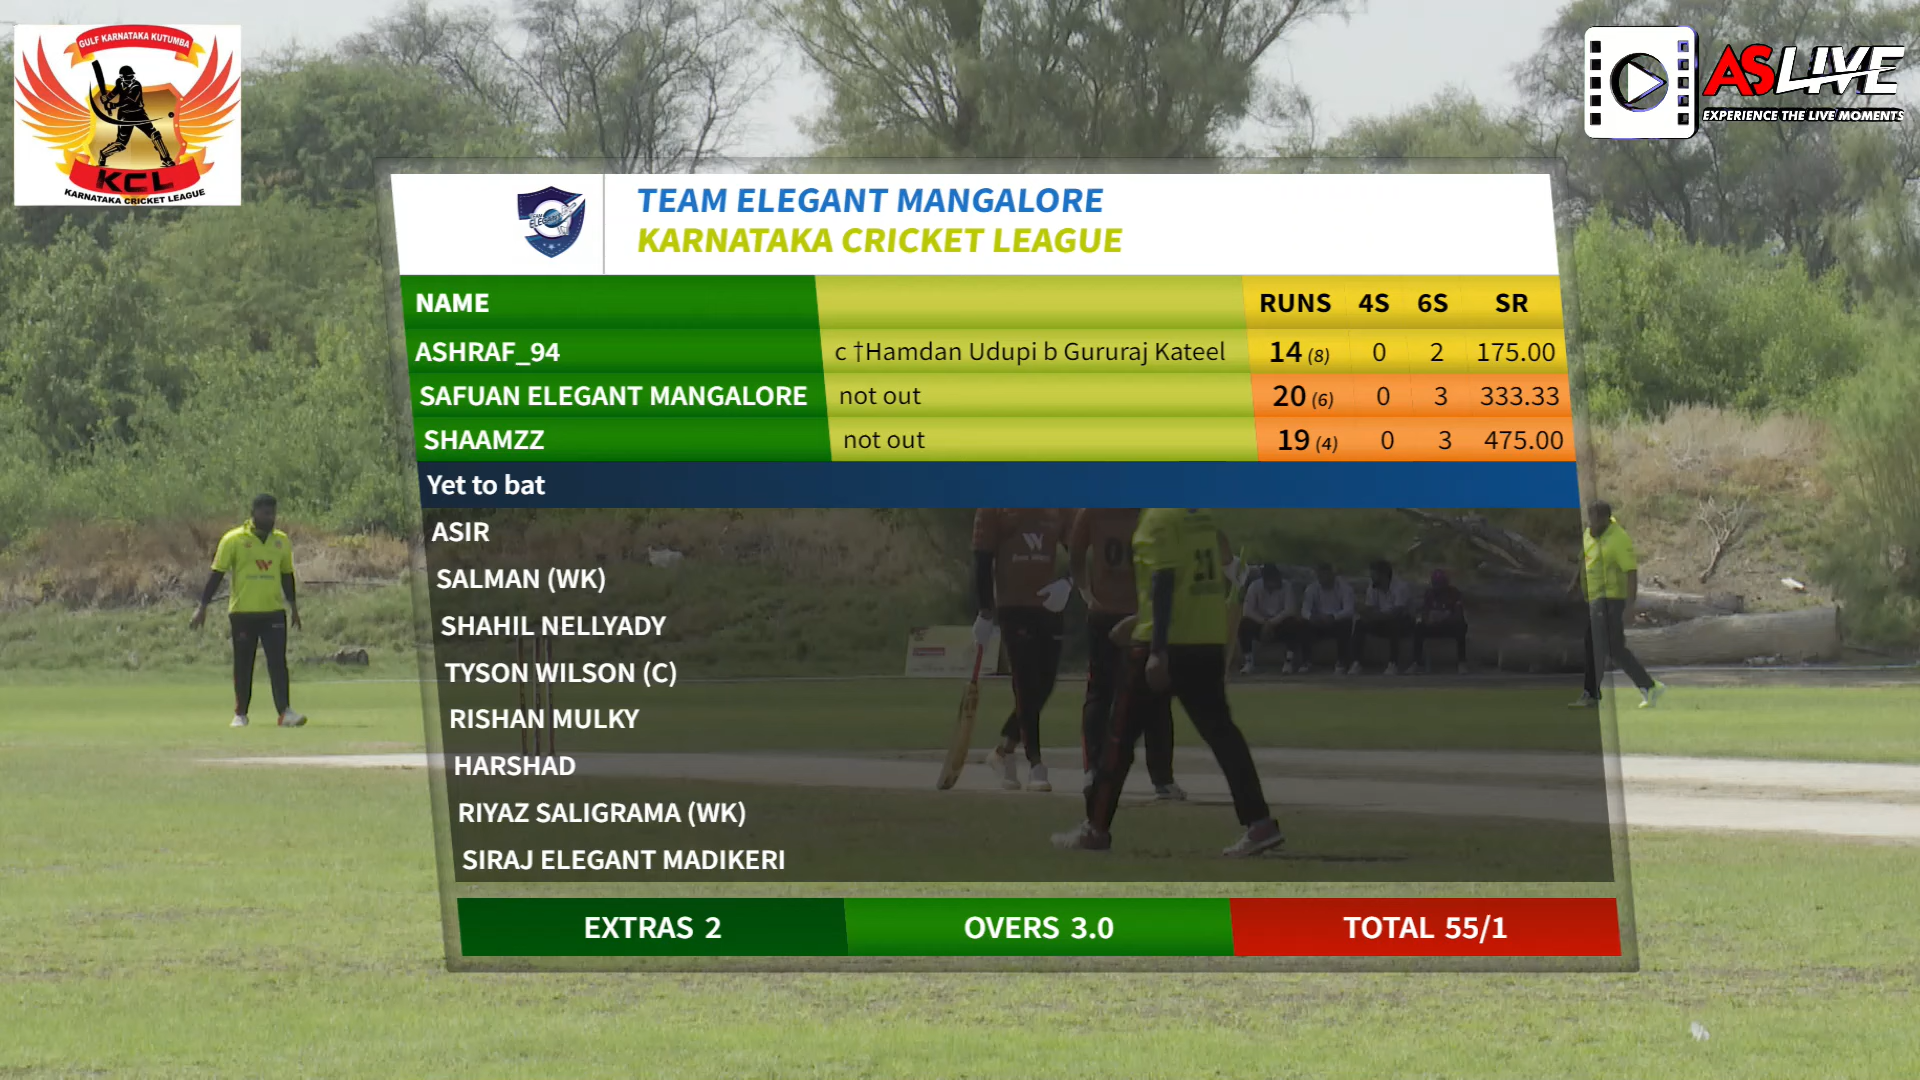 GULF KARNATAKA KUTUMBA
KCL
KARNATAKA CRICKET LEAGUE
ASLIVE
EXPERIENCE THE LIVE MOMENTS
TEAM ELEGANT MANGALORE
KARNATAKA CRICKET LEAGUE
NAME RUNS 4S 6S SR
ASHRAF_94 c †Hamdan Udupi b Gururaj Kateel 14 (8) 0 2 175.00
SAFUAN ELEGANT MANGALORE not out 20 (6) 0 3 333.33
SHAAMZZ not out 19 (4) 0 3 475.00
Yet to bat
ASIR
SALMAN (WK)
SHAHIL NELLYADY
TYSON WILSON (C)
RISHAN MULKY
HARSHAD
RIYAZ SALIGRAMA (WK)
SIRAJ ELEGANT MADIKERI
EXTRAS 2 OVERS 3.0 TOTAL 55/1
21